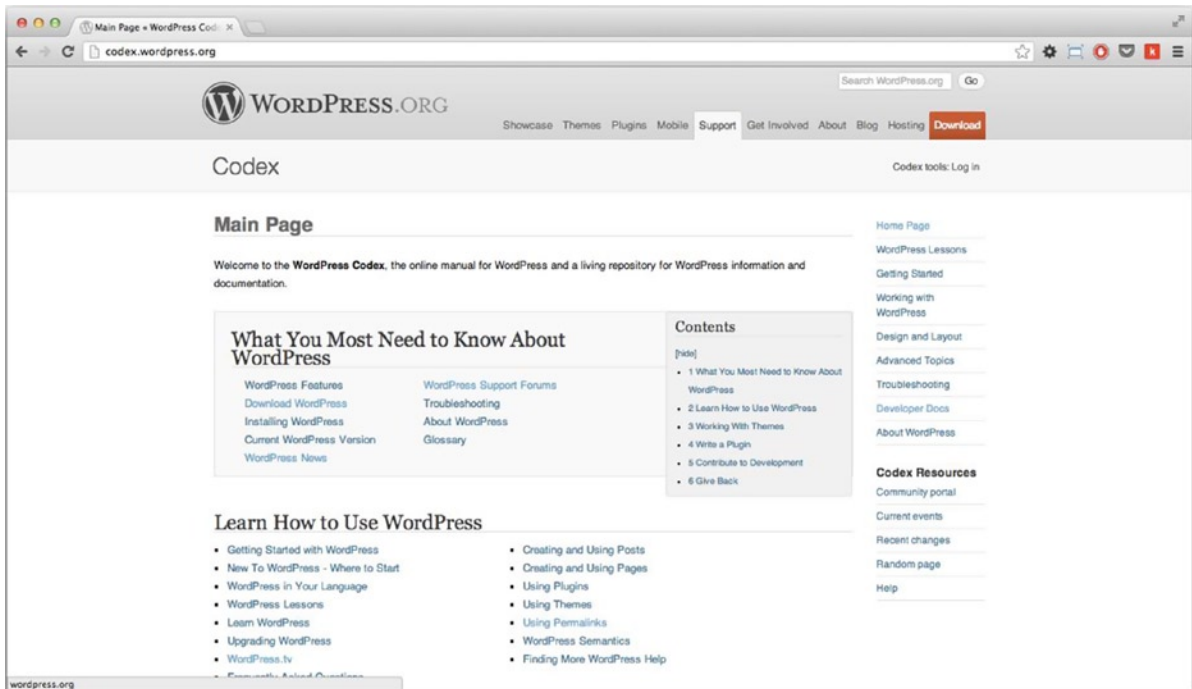 Main Page « WordPress Cod
codex.wordpress.org
Search WordPress.org
Go
WORDPRESS.ORG
Showcase Themes Plugins Mobile Support Get Involved About Blog Hosting Download
Codex
Codex tools: Log in
Main Page
Welcome to the WordPress Codex, the online manual for WordPress and a living repository for WordPress information and
documentation.
What You Most Need to Know About
WordPress
WordPress Features
Download WordPress
Installing WordPress
Current WordPress Version
WordPress News
WordPress Support Forums
Troubleshooting
About WordPress
Glossary
Contents
[hide]
1 What You Most Need to Know About
WordPress
2 Learn How to Use WordPress
3 Working With Themes
4 Write a Plugin
5 Contribute to Development
6 Give Back
Learn How to Use WordPress
Getting Started with WordPress
New To WordPress - Where to Start
WordPress in Your Language
WordPress Lessons
Learn WordPress
Upgrading WordPress
WordPress.tv
Frequently Asked Questions
Creating and Using Posts
Creating and Using Pages
Using Plugins
Using Themes
Using Permalinks
WordPress Semantics
Finding More WordPress Help
Home Page
WordPress Lessons
Getting Started
Working with
WordPress
Design and Layout
Advanced Topics
Troubleshooting
Developer Docs
About WordPress
Codex Resources
Community portal
Current events
Recent changes
Random page
Help
wordpress.org